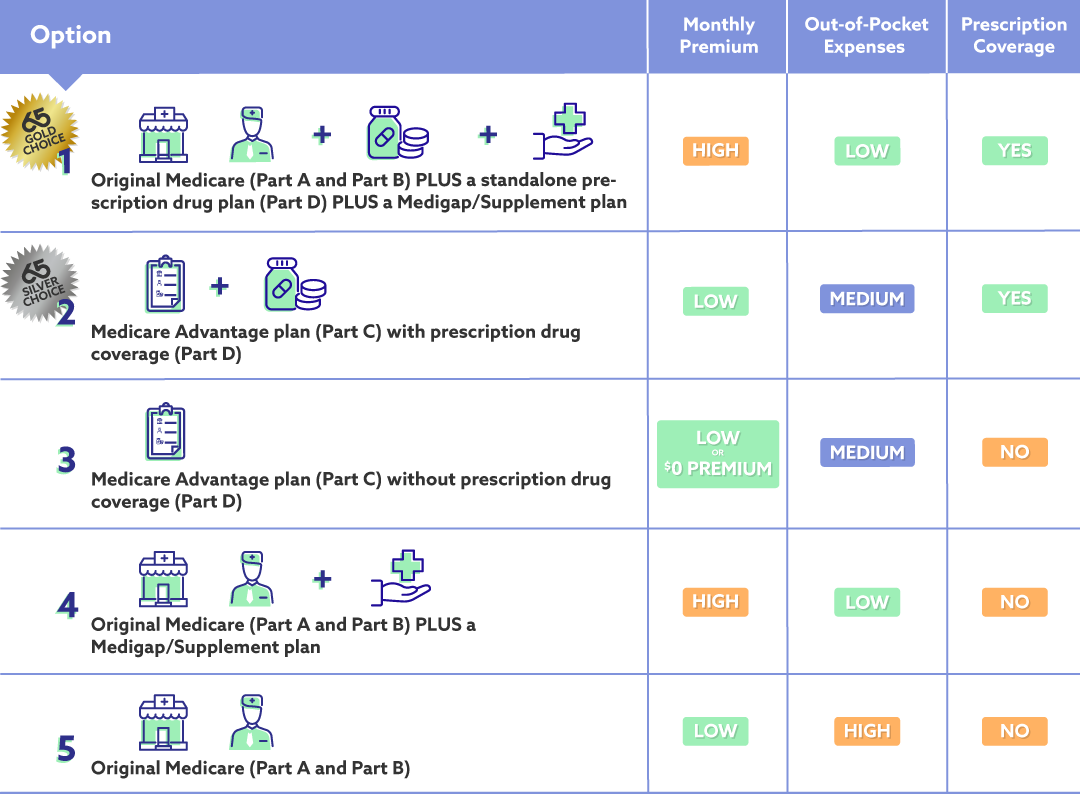 Option
Monthly
Premium
Out-of-Pocket
Expenses
Prescription
Coverage
65
GOLD
CHOICE
1
Original Medicare (Part A and Part B) PLUS a standalone pre-
scription drug plan (Part D) PLUS a Medigap/Supplement plan
HIGH
LOW
YES
65
SILVER
CHOICE
2
Medicare Advantage plan (Part C) with prescription drug
coverage (Part D)
LOW
MEDIUM
YES
3
Medicare Advantage plan (Part C) without prescription drug
coverage (Part D)
LOW
OR
$0 PREMIUM
MEDIUM
NO
4
Original Medicare (Part A and Part B) PLUS a
Medigap/Supplement plan
HIGH
LOW
NO
5
Original Medicare (Part A and Part B)
LOW
HIGH
NO